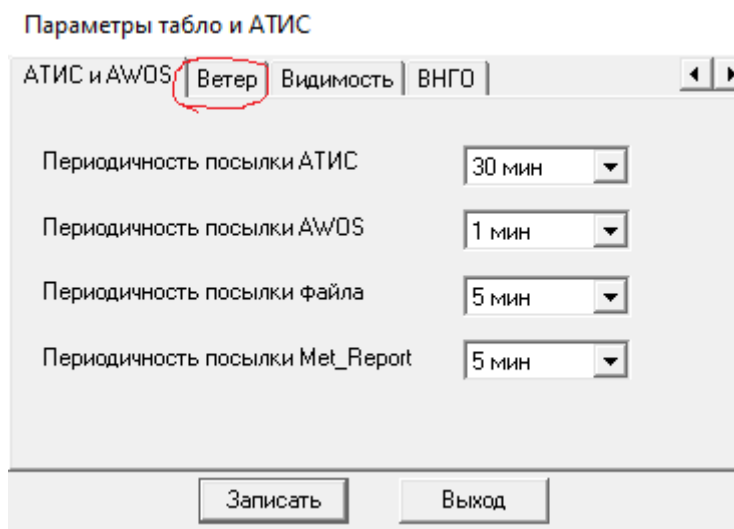 Параметры табло и АТИС
АТИС и AWOS Ветер Видимость ВНГО
Периодичность посылки АТИС 30 мин
Периодичность посылки AWOS 1 мин
Периодичность посылки файла 5 мин
Периодичность посылки Met_Report 5 мин
Записать Выход